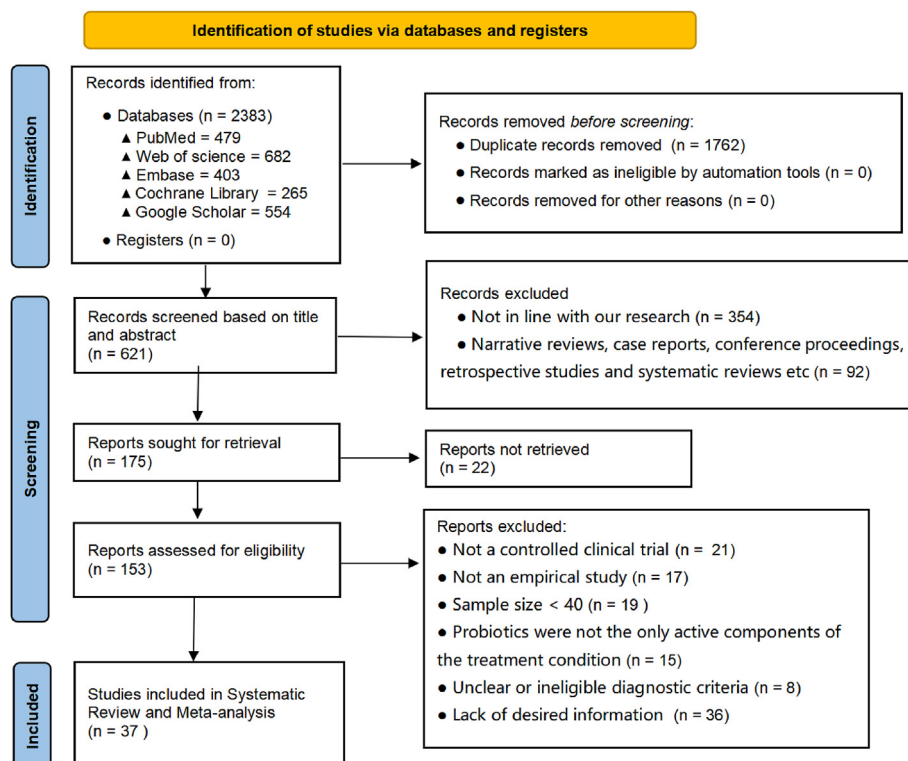 Identification of studies via databases and registers
Identification
Records identified from:
● Databases (n = 2383)
▲ PubMed = 479
▲ Web of science = 682
▲ Embase = 403
▲ Cochrane Library = 265
▲ Google Scholar = 554
● Registers (n = 0)
Records removed before screening:
● Duplicate records removed (n = 1762)
● Records marked as ineligible by automation tools (n = 0)
● Records removed for other reasons (n = 0)
Screening
Records screened based on title
and abstract
(n = 621)
Records excluded
● Not in line with our research (n = 354)
● Narrative reviews, case reports, conference proceedings,
retrospective studies and systematic reviews etc (n = 92)
Reports sought for retrieval
(n = 175)
Reports not retrieved
(n = 22)
Reports assessed for eligibility
(n = 153)
Reports excluded:
● Not a controlled clinical trial (n = 21)
● Not an empirical study (n = 17)
● Sample size < 40 (n = 19 )
● Probiotics were not the only active components of
the treatment condition (n = 15)
● Unclear or ineligible diagnostic criteria (n = 8)
● Lack of desired information (n = 36)
Included
Studies included in Systematic
Review and Meta-analysis
(n = 37 )